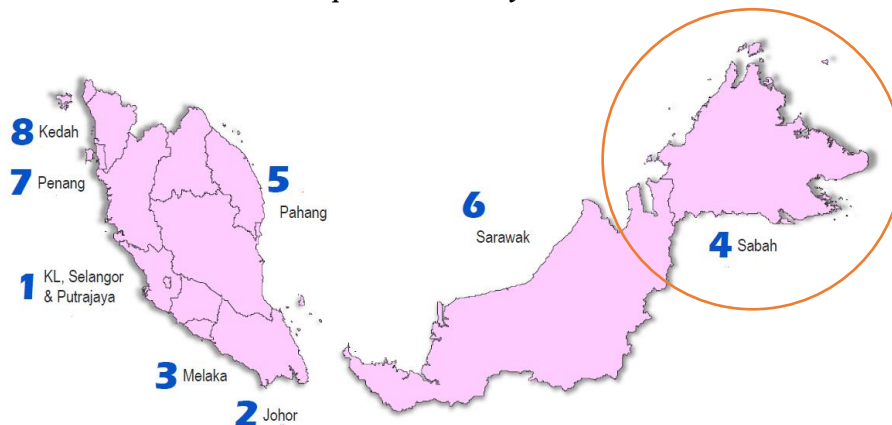 8 Kedah
7 Penang
5
Pahang
6
Sarawak
4 Sabah
1 KL, Selangor
& Putrajaya
3 Melaka
2 Johor